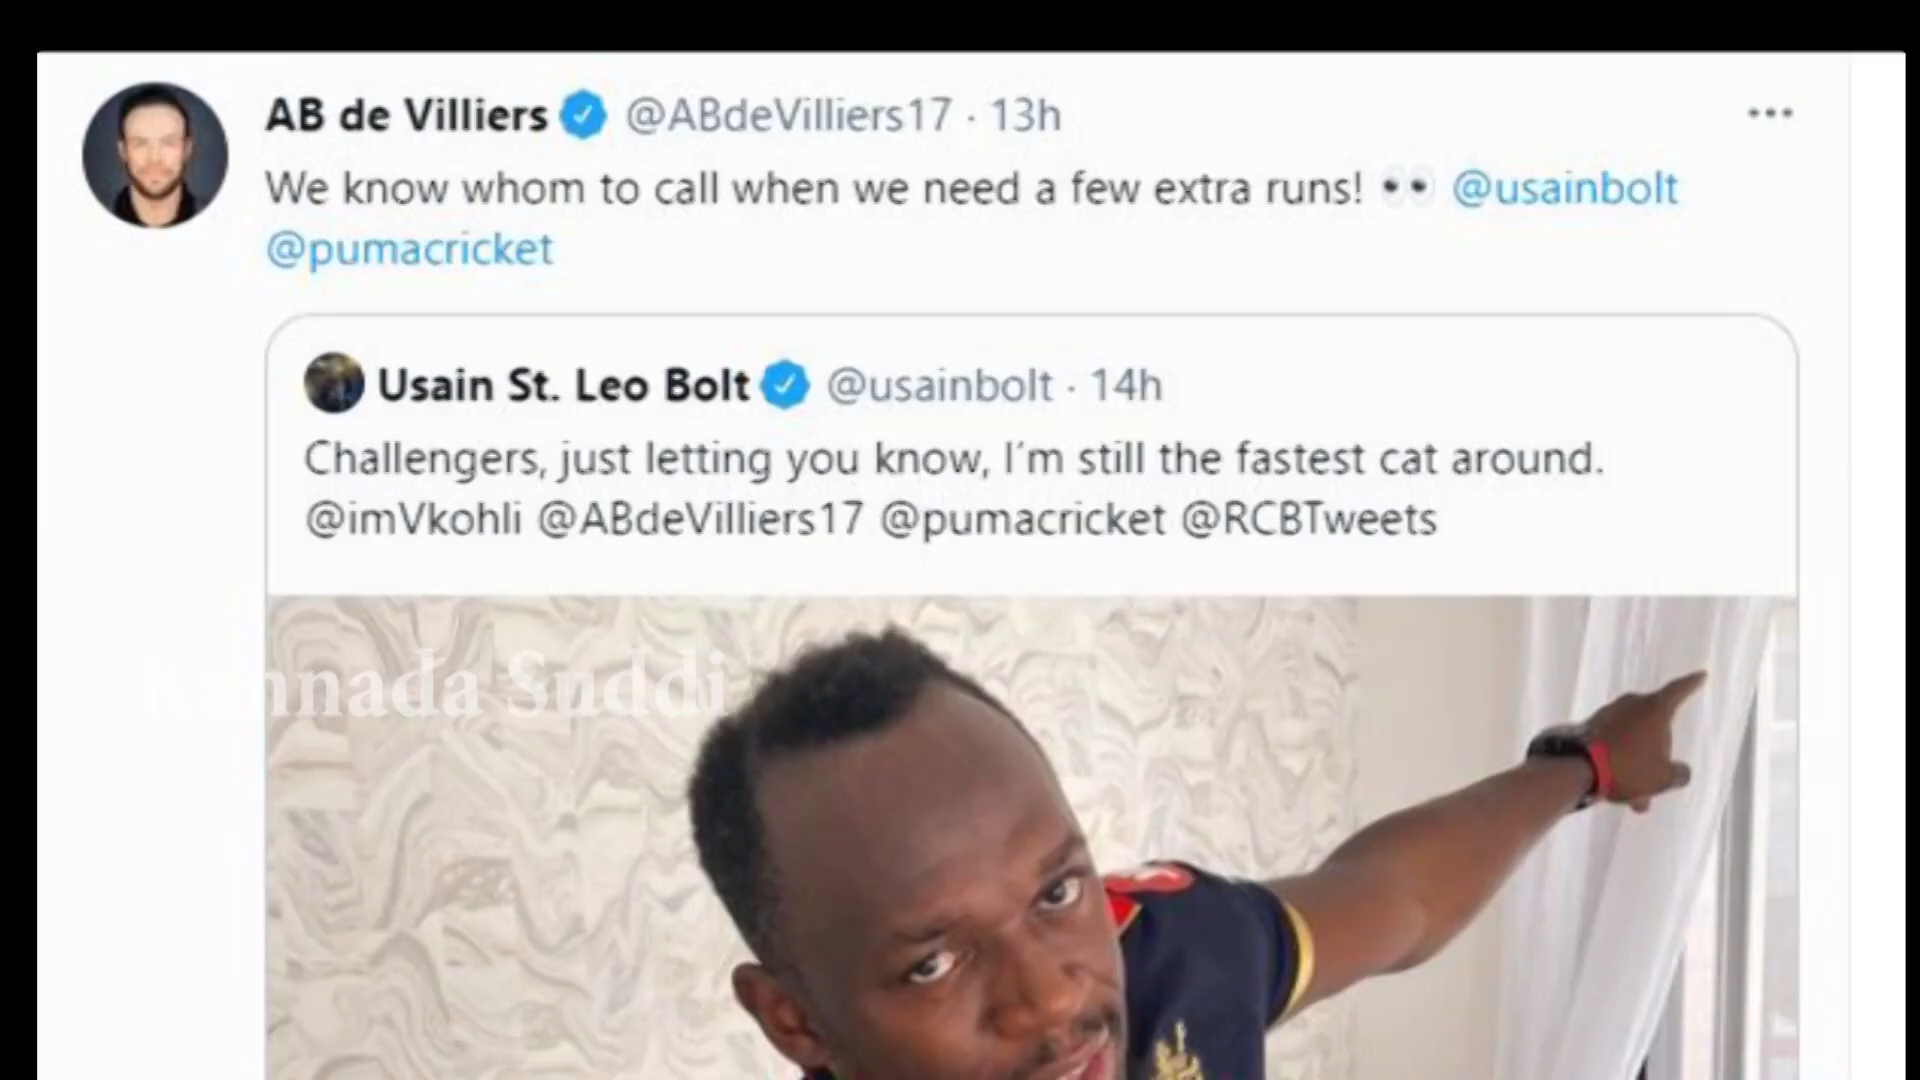 AB de Villiers @ABdeVilliers17 · 13h
We know whom to call when we need a few extra runs! 👀 @usainbolt
@pumacricket
Usain St. Leo Bolt @usainbolt · 14h
Challengers, just letting you know, I´m still the fastest cat around.
@imVkohli @ABdeVilliers17 @pumacricket @RCBTweets
Kannada Suddi